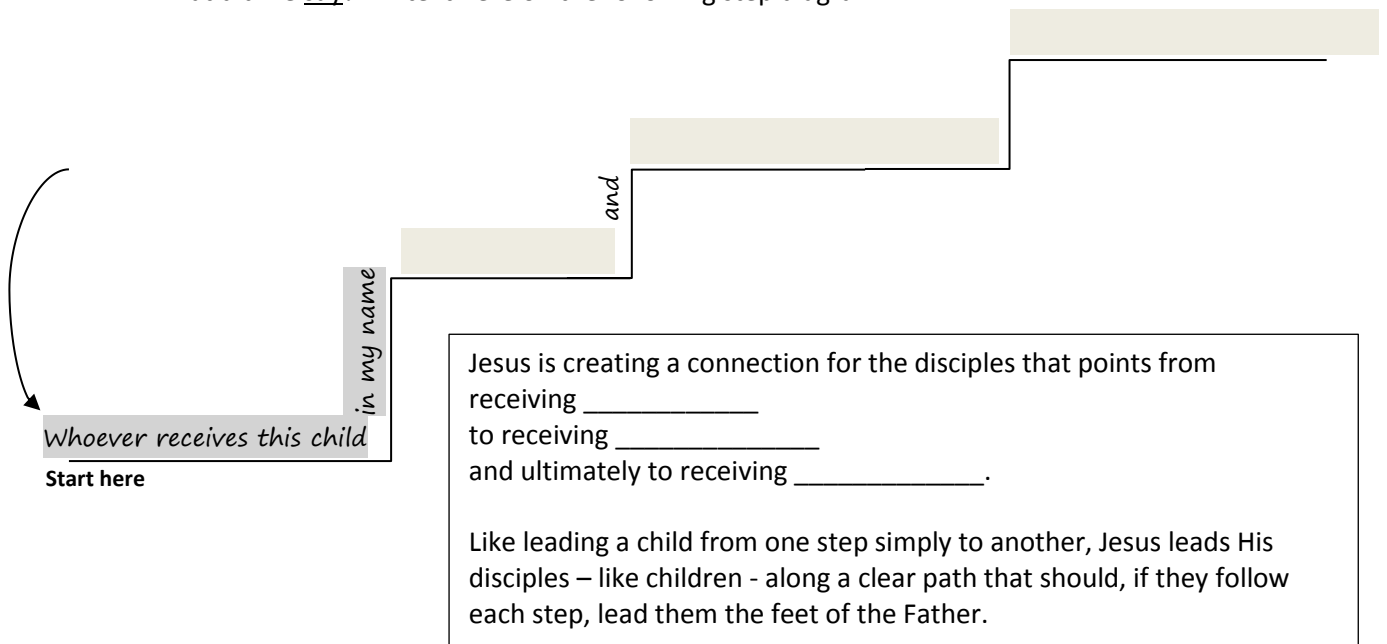 and
in my name
Whoever receives this child
Start here
Jesus is creating a connection for the disciples that points from
receiving ____________
to receiving ______________
and ultimately to receiving _____________.
Like leading a child from one step simply to another, Jesus leads His
disciples – like children - along a clear path that should, if they follow
each step, lead them the feet of the Father.